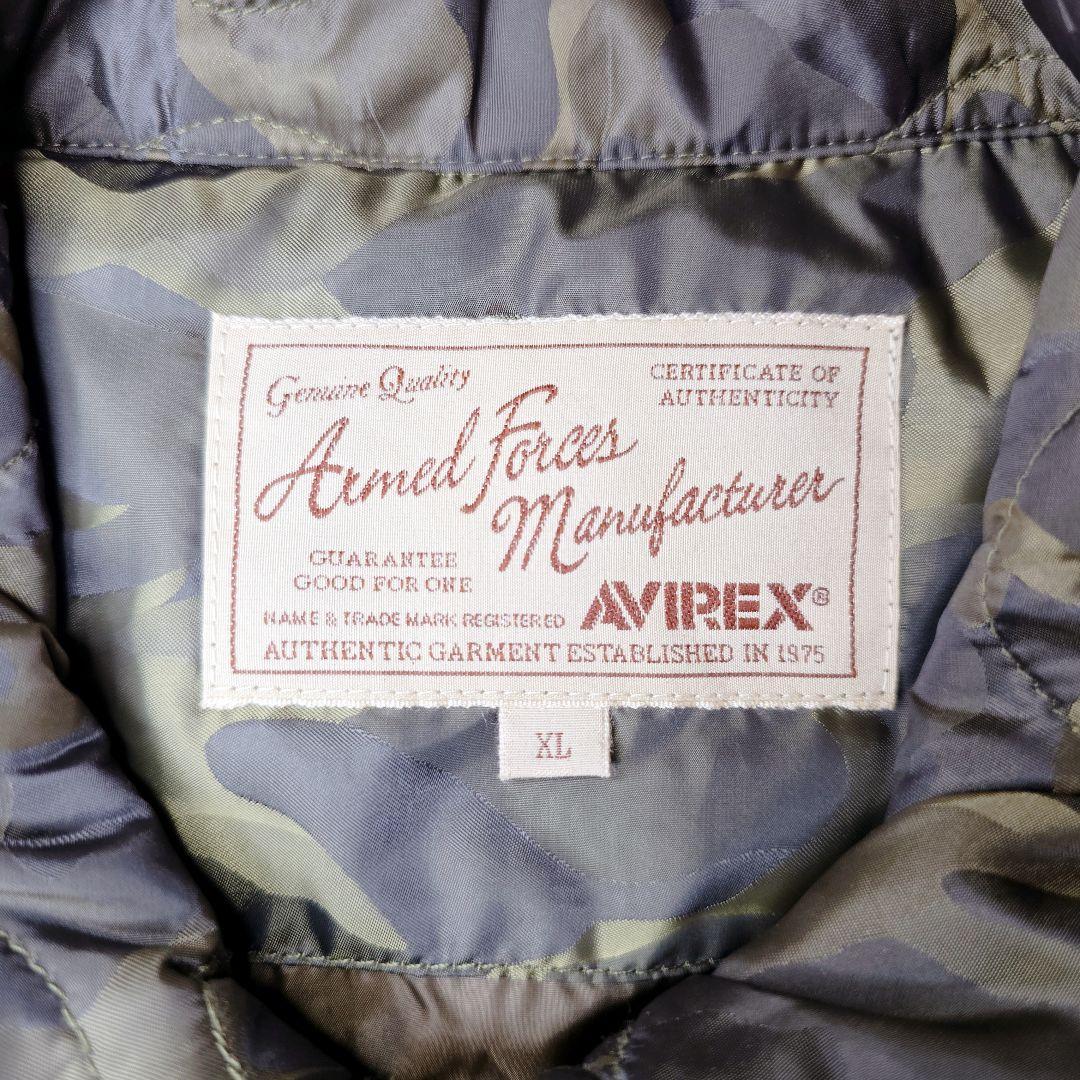 Genuine Quality
CERTIFICATE OF
AUTHENTICITY
Armed Forces
Manufacturer
GUARANTEE
GOOD FOR ONE
NAME & TRADE MARK REGISTERED
AVIREX®
AUTHENTIC GARMENT ESTABLISHED IN 1975
XL